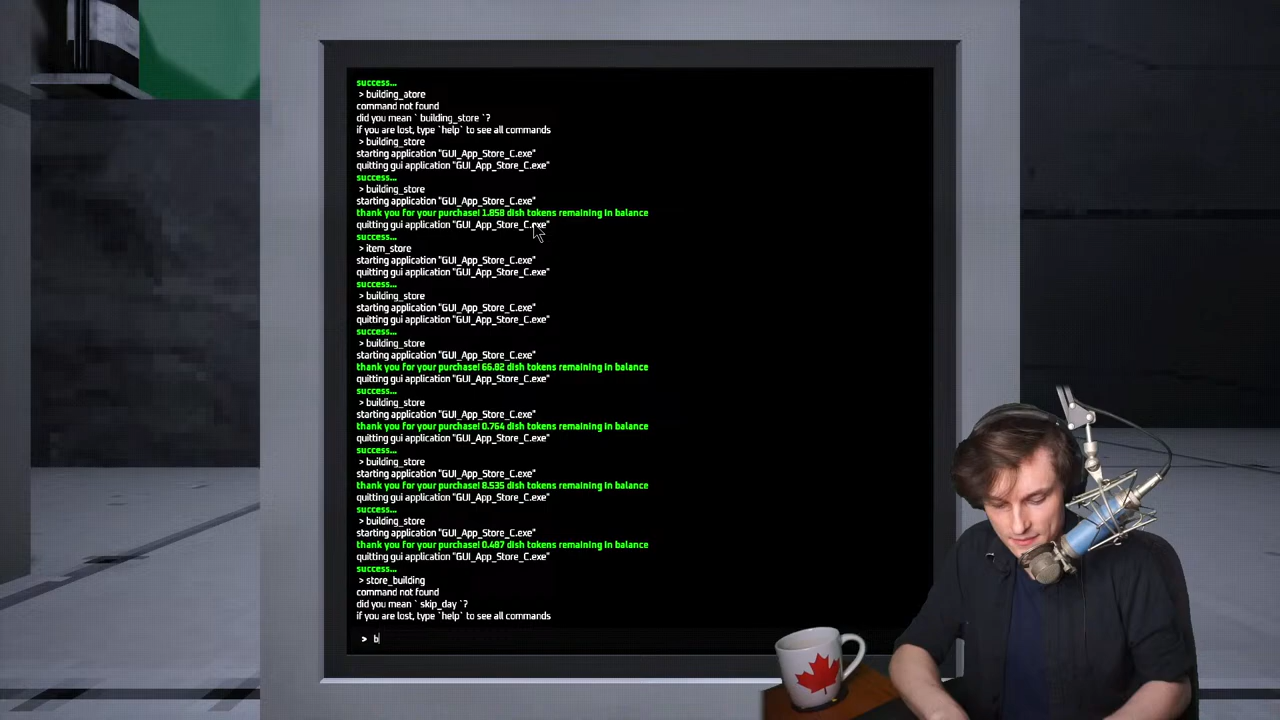 success...
> building_atore
command not found
did you mean ` building_store `?
if you are lost, type `help` to see all commands
> building_store
starting application "GUI_App_Store_C.exe"
quitting gui application "GUI_App_Store_C.exe"
success...
> building_store
starting application "GUI_App_Store_C.exe"
thank you for your purchase! 1.858 dish tokens remaining in balance
quitting gui application "GUI_App_Store_C.exe"
success...
> item_store
starting application "GUI_App_Store_C.exe"
quitting gui application "GUI_App_Store_C.exe"
success...
> building_store
starting application "GUI_App_Store_C.exe"
quitting gui application "GUI_App_Store_C.exe"
success...
> building_store
starting application "GUI_App_Store_C.exe"
thank you for your purchase! 66.82 dish tokens remaining in balance
quitting gui application "GUI_App_Store_C.exe"
success...
> building_store
starting application "GUI_App_Store_C.exe"
thank you for your purchase! 0.764 dish tokens remaining in balance
quitting gui application "GUI_App_Store_C.exe"
success...
> building_store
starting application "GUI_App_Store_C.exe"
thank you for your purchase! 8.535 dish tokens remaining in balance
quitting gui application "GUI_App_Store_C.exe"
success...
> building_store
starting application "GUI_App_Store_C.exe"
thank you for your purchase! 0.487 dish tokens remaining in balance
quitting gui application "GUI_App_Store_C.exe"
success...
> store_building
command not found
did you mean ` skip_day `?
if you are lost, type `help` to see all commands
> b